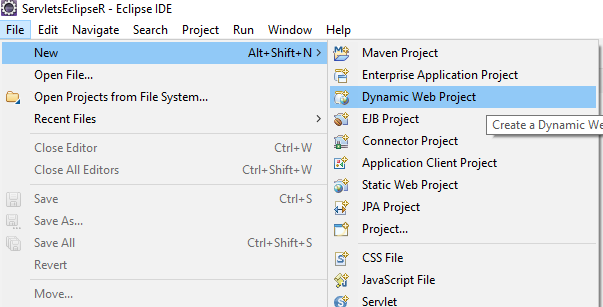 ServletsEclipseR - Eclipse IDE
File Edit Navigate Search Project Run Window Help
New Alt+Shift+N
Open File...
Open Projects from File System...
Recent Files
Close Editor Ctrl+W
Close All Editors Ctrl+Shift+W
Save Ctrl+S
Save As...
Save All Ctrl+Shift+S
Revert
Move...
Maven Project
Enterprise Application Project
Dynamic Web Project
EJB Project
Create a Dynamic We
Connector Project
Application Client Project
Static Web Project
JPA Project
Project...
CSS File
JavaScript File
Servlet